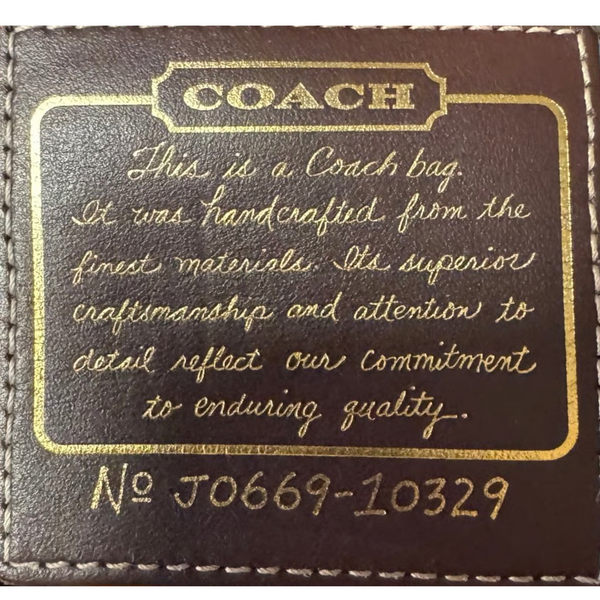 COACH
This is a Coach bag.
It was handcrafted from the
finest materials. Its superior
craftsmanship and attention to
detail reflect our commitment
to enduring quality.
Nº J0669-10329